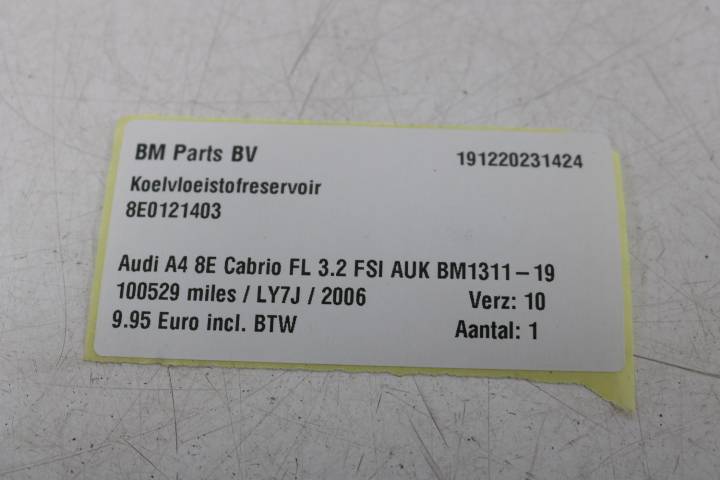 BM Parts BV 191220231424
Koelvloeistofreservoir
8E0121403
Audi A4 8E Cabrio FL 3.2 FSI AUK BM1311-19
100529 miles / LY7J / 2006 Verz: 10
9.95 Euro incl. BTW Aantal: 1